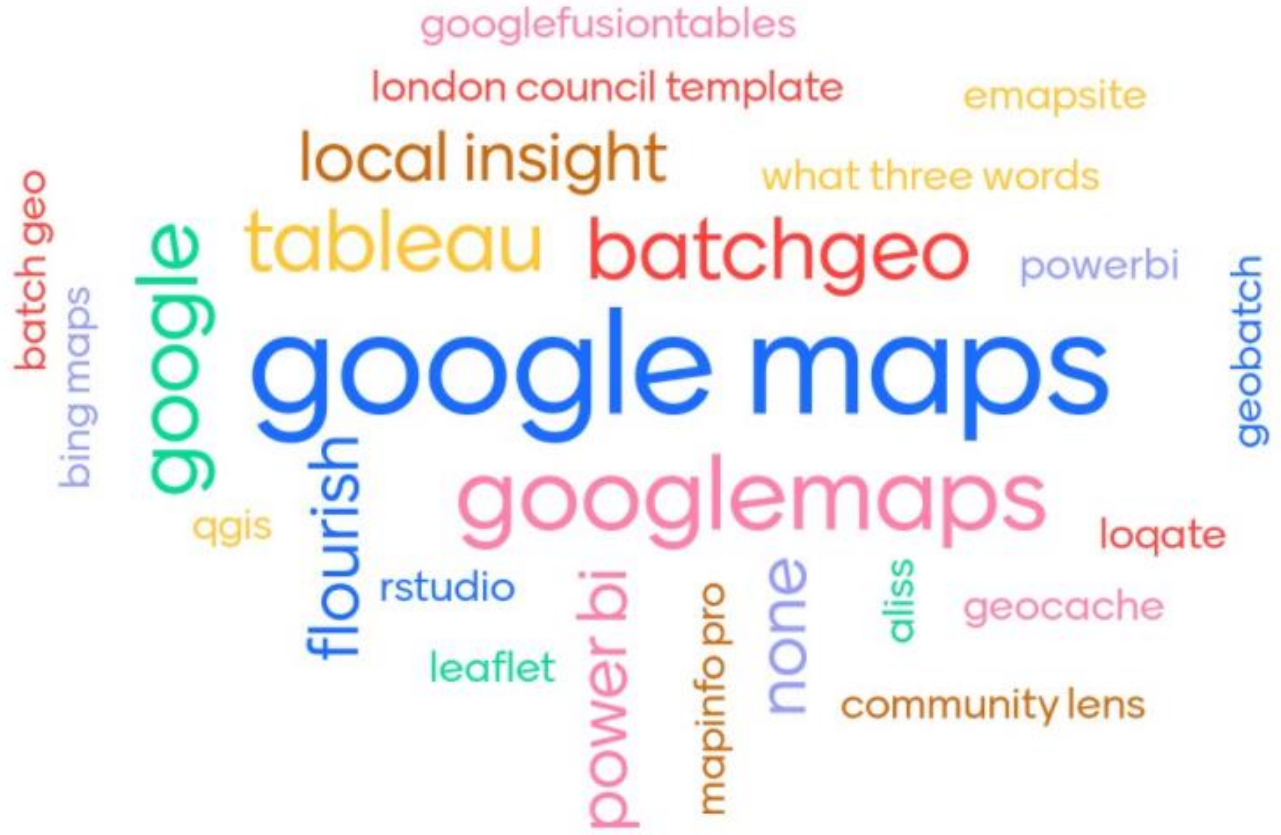 googlefusiontables
london council template
emapsite
local insight
what three words
batch geo
bing maps
google
tableau
batchgeo
powerbi
geobatch
google maps
flourish
googlemaps
qgis
loqate
rstudio
power bi
mapinfo pro
none
aliss
geocache
leaflet
community lens